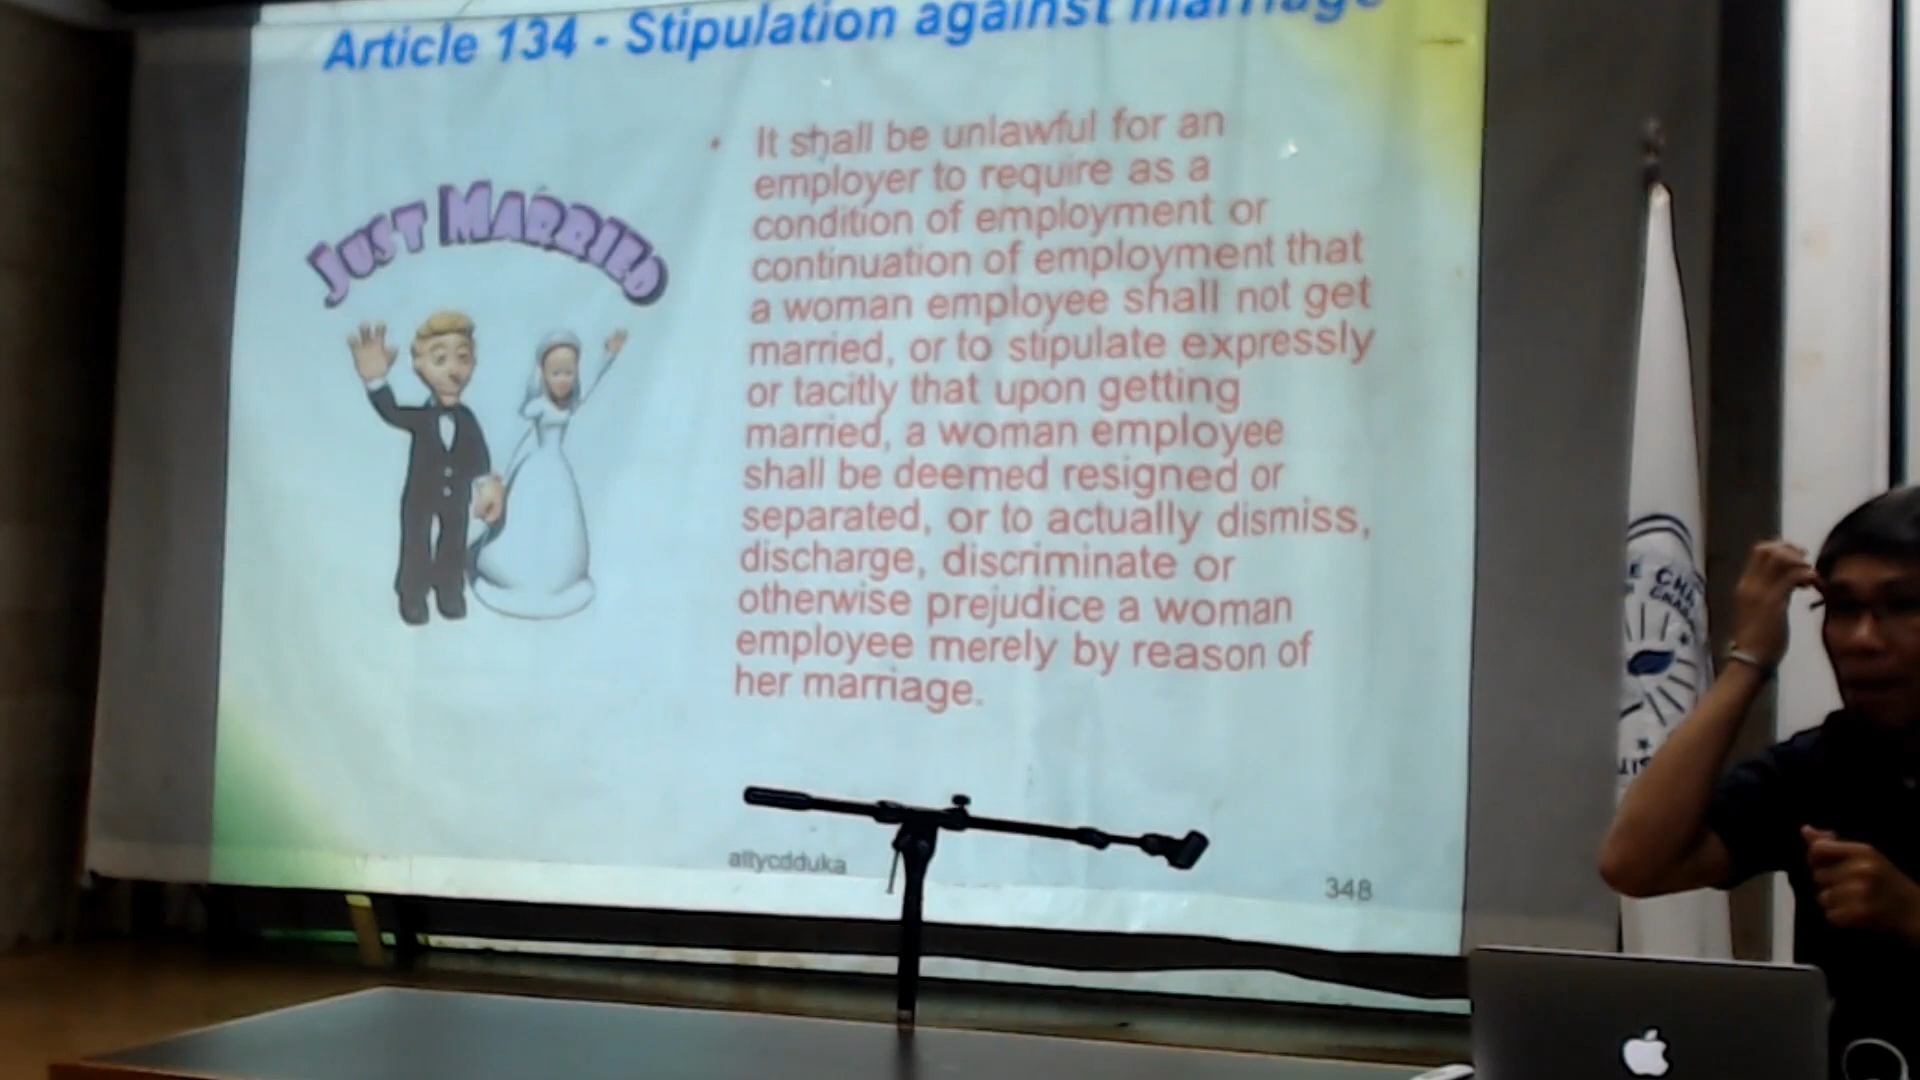 Article 134 - Stipulation against marriage
JUST MARRIED
• It shall be unlawful for an
employer to require as a
condition of employment or
continuation of employment that
a woman employee shall not get
married, or to stipulate expressly
or tacitly that upon getting
married, a woman employee
shall be deemed resigned or
separated, or to actually dismiss,
discharge, discriminate or
otherwise prejudice a woman
employee merely by reason of
her marriage.
attycdduka
348